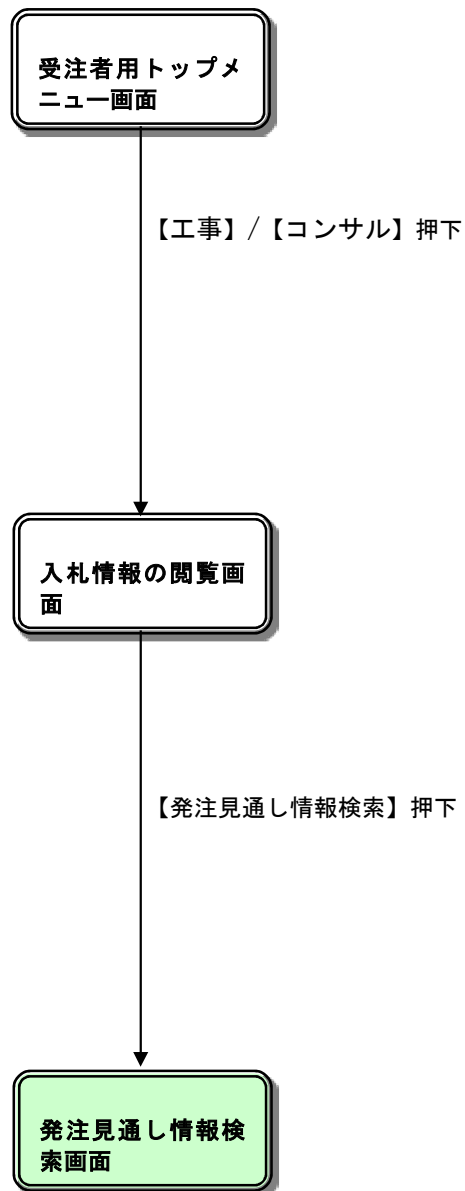 受注者用トップメ
ニュー画面
【工事】/【コンサル】押下
入札情報の閲覧画
面
【発注見通し情報検索】押下
発注見通し情報検
索画面